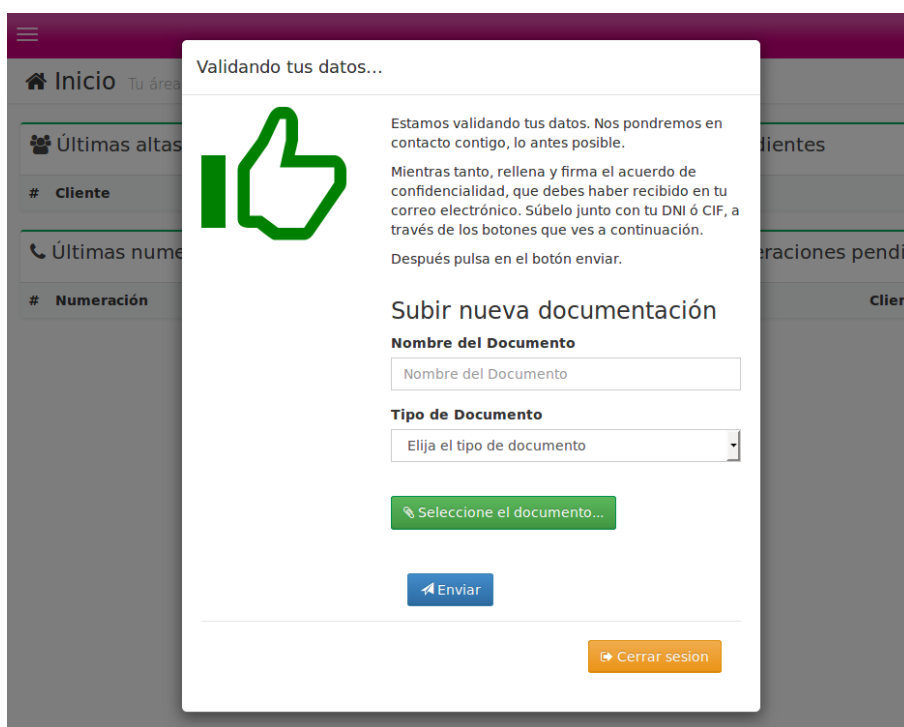 Validando tus datos...
Inicio Tu área
Estamos validando tus datos. Nos pondremos en
contacto contigo, lo antes posible.
Mientras tanto, rellena y firma el acuerdo de
confidencialidad, que debes haber recibido en tu
correo electrónico. Súbelo junto con tu DNI ó CIF, a
través de los botones que ves a continuación.
Después pulsa en el botón enviar.
Últimas altas
dientes
# Cliente
Últimas nume
eraciones pendi
# Numeración
Clier
Subir nueva documentación
Nombre del Documento
Nombre del Documento
Tipo de Documento
Elija el tipo de documento
Seleccione el documento...
Enviar
Cerrar sesion